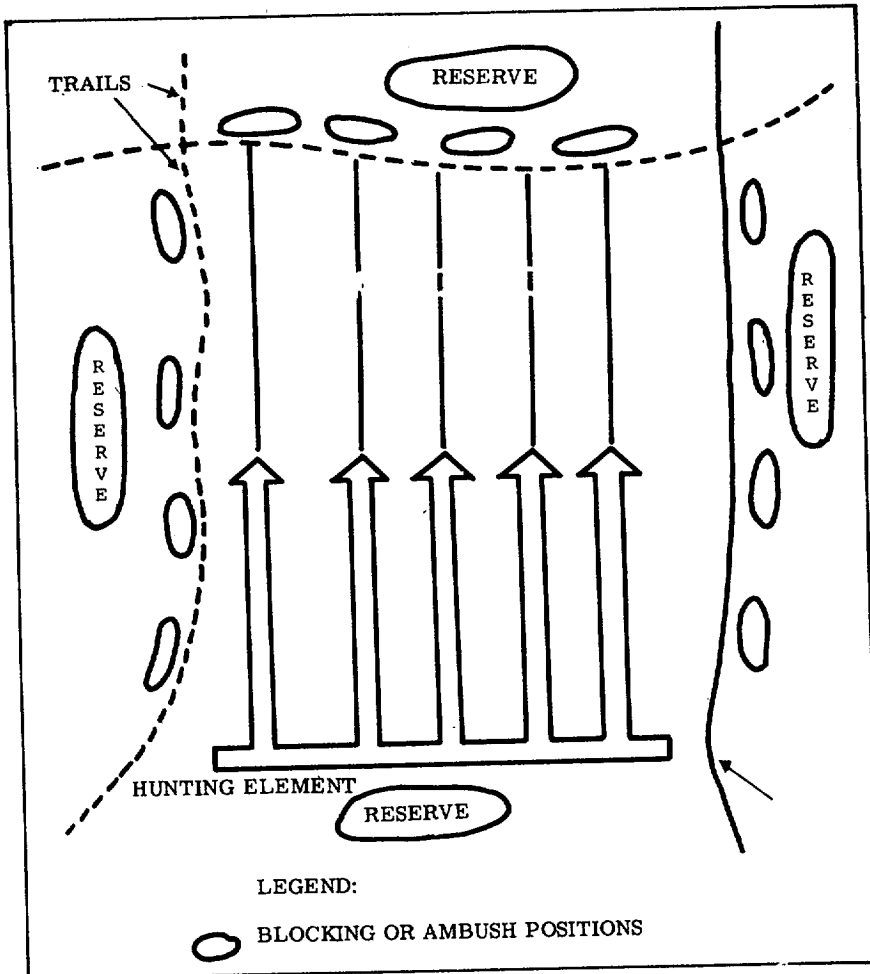 RESERVE
TRAILS
RESERVE
RESERVE
HUNTING ELEMENT
RESERVE
LEGEND:
BLOCKING OR AMBUSH POSITIONS